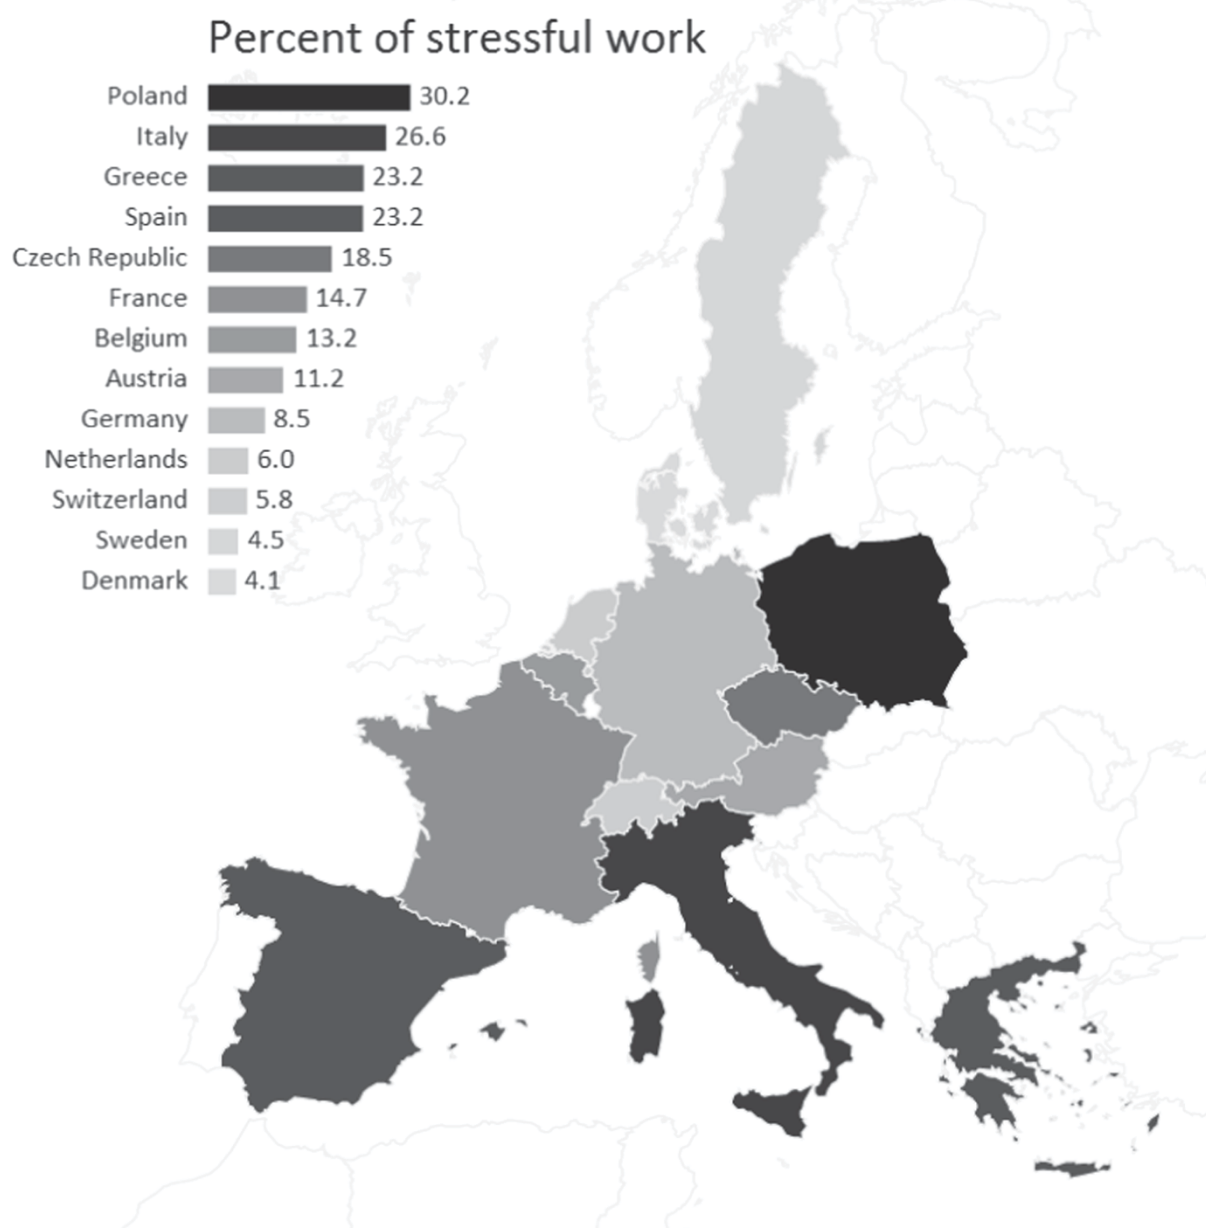 Percent of stressful work
Poland 30.2
Italy 26.6
Greece 23.2
Spain 23.2
Czech Republic 18.5
France 14.7
Belgium 13.2
Austria 11.2
Germany 8.5
Netherlands 6.0
Switzerland 5.8
Sweden 4.5
Denmark 4.1